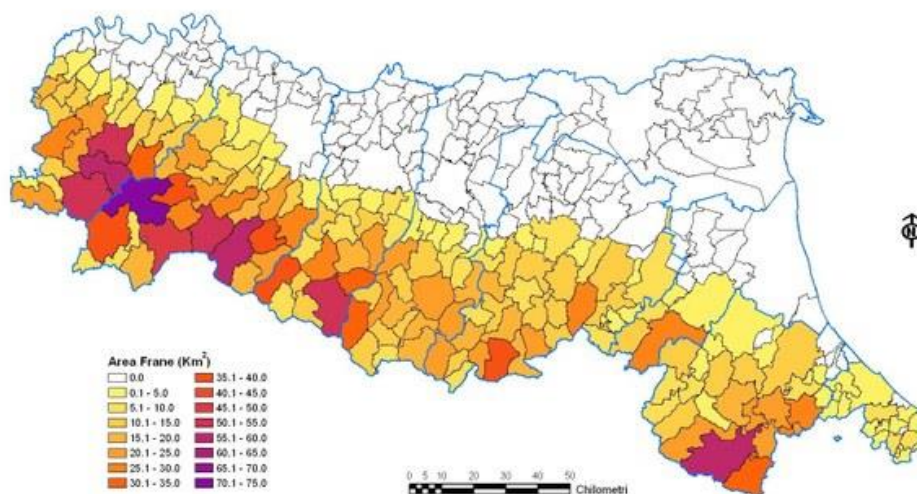 N
Area Frane (Km²)
0.0
0.1 - 5.0
5.1 - 10.0
10.1 - 15.0
15.1 - 20.0
20.1 - 25.0
25.1 - 30.0
30.1 - 35.0
35.1 - 40.0
40.1 - 45.0
45.1 - 50.0
50.1 - 55.0
55.1 - 60.0
60.1 - 65.0
65.1 - 70.0
70.1 - 75.0
0 5 10 20 30 40 50
Chilometri